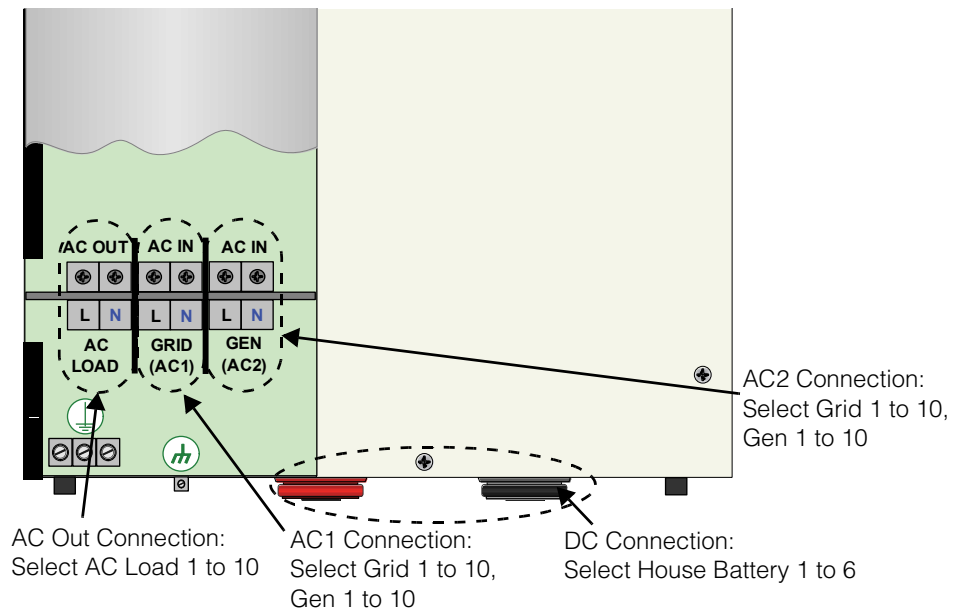 AC OUT AC IN AC IN
L N L N L N
AC LOAD
GRID (AC1)
GEN (AC2)
AC2 Connection:
Select Grid 1 to 10,
Gen 1 to 10
AC Out Connection:
Select AC Load 1 to 10
AC1 Connection:
Select Grid 1 to 10,
Gen 1 to 10
DC Connection:
Select House Battery 1 to 6